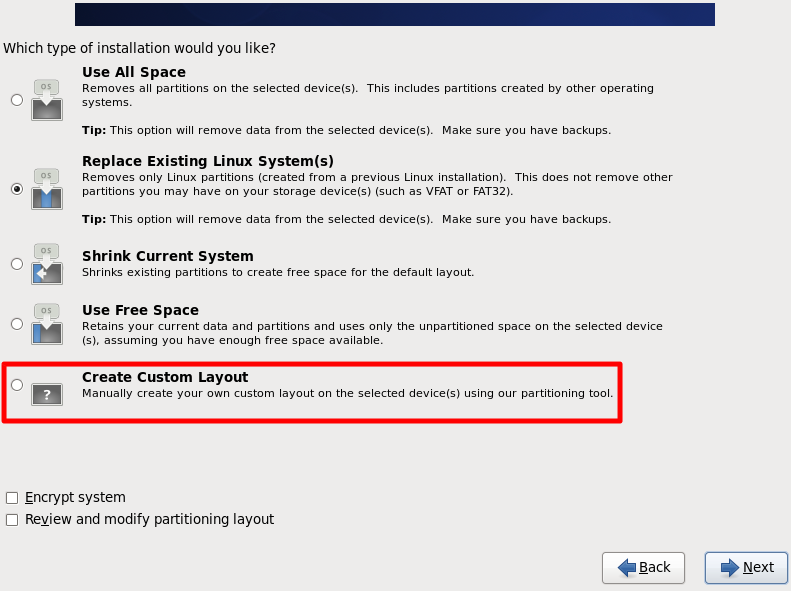 Which type of installation would you like?
OS
Use All Space
Removes all partitions on the selected device(s).  This includes partitions created by other operating
systems.
Tip: This option will remove data from the selected device(s).  Make sure you have backups.
OS
Replace Existing Linux System(s)
Removes only Linux partitions (created from a previous Linux installation).  This does not remove other
partitions you may have on your storage device(s) (such as VFAT or FAT32).
Tip: This option will remove data from the selected device(s).  Make sure you have backups.
OS
Shrink Current System
Shrinks existing partitions to create free space for the default layout.
OS
Use Free Space
Retains your current data and partitions and uses only the unpartitioned space on the selected device
(s), assuming you have enough free space available.
?
Create Custom Layout
Manually create your own custom layout on the selected device(s) using our partitioning tool.
Encrypt system
Review and modify partitioning layout
Back
Next